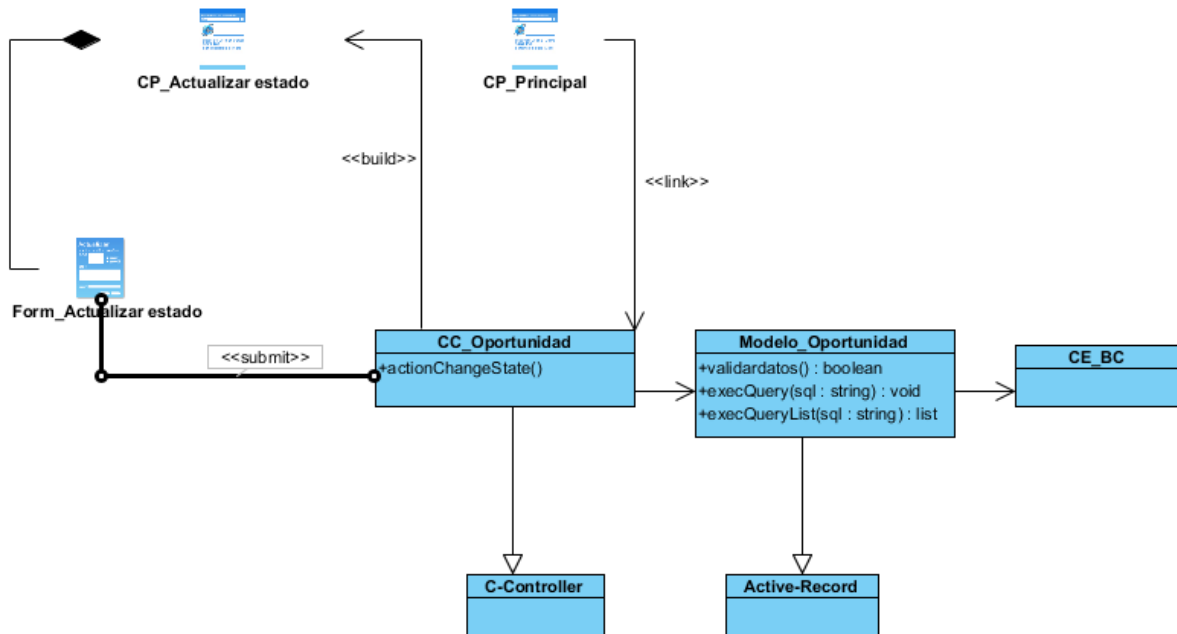 CP_Actualizar estado
CP_Principal
<<build>>
<<link>>
Actualizar
Form_Actualizar estado
<<submit>>
CC_Oportunidad
+actionChangeState()
Modelo_Oportunidad
+validardatos() : boolean
+execQuery(sql : string) : void
+execQueryList(sql : string) : list
CE_BC
C-Controller
Active-Record